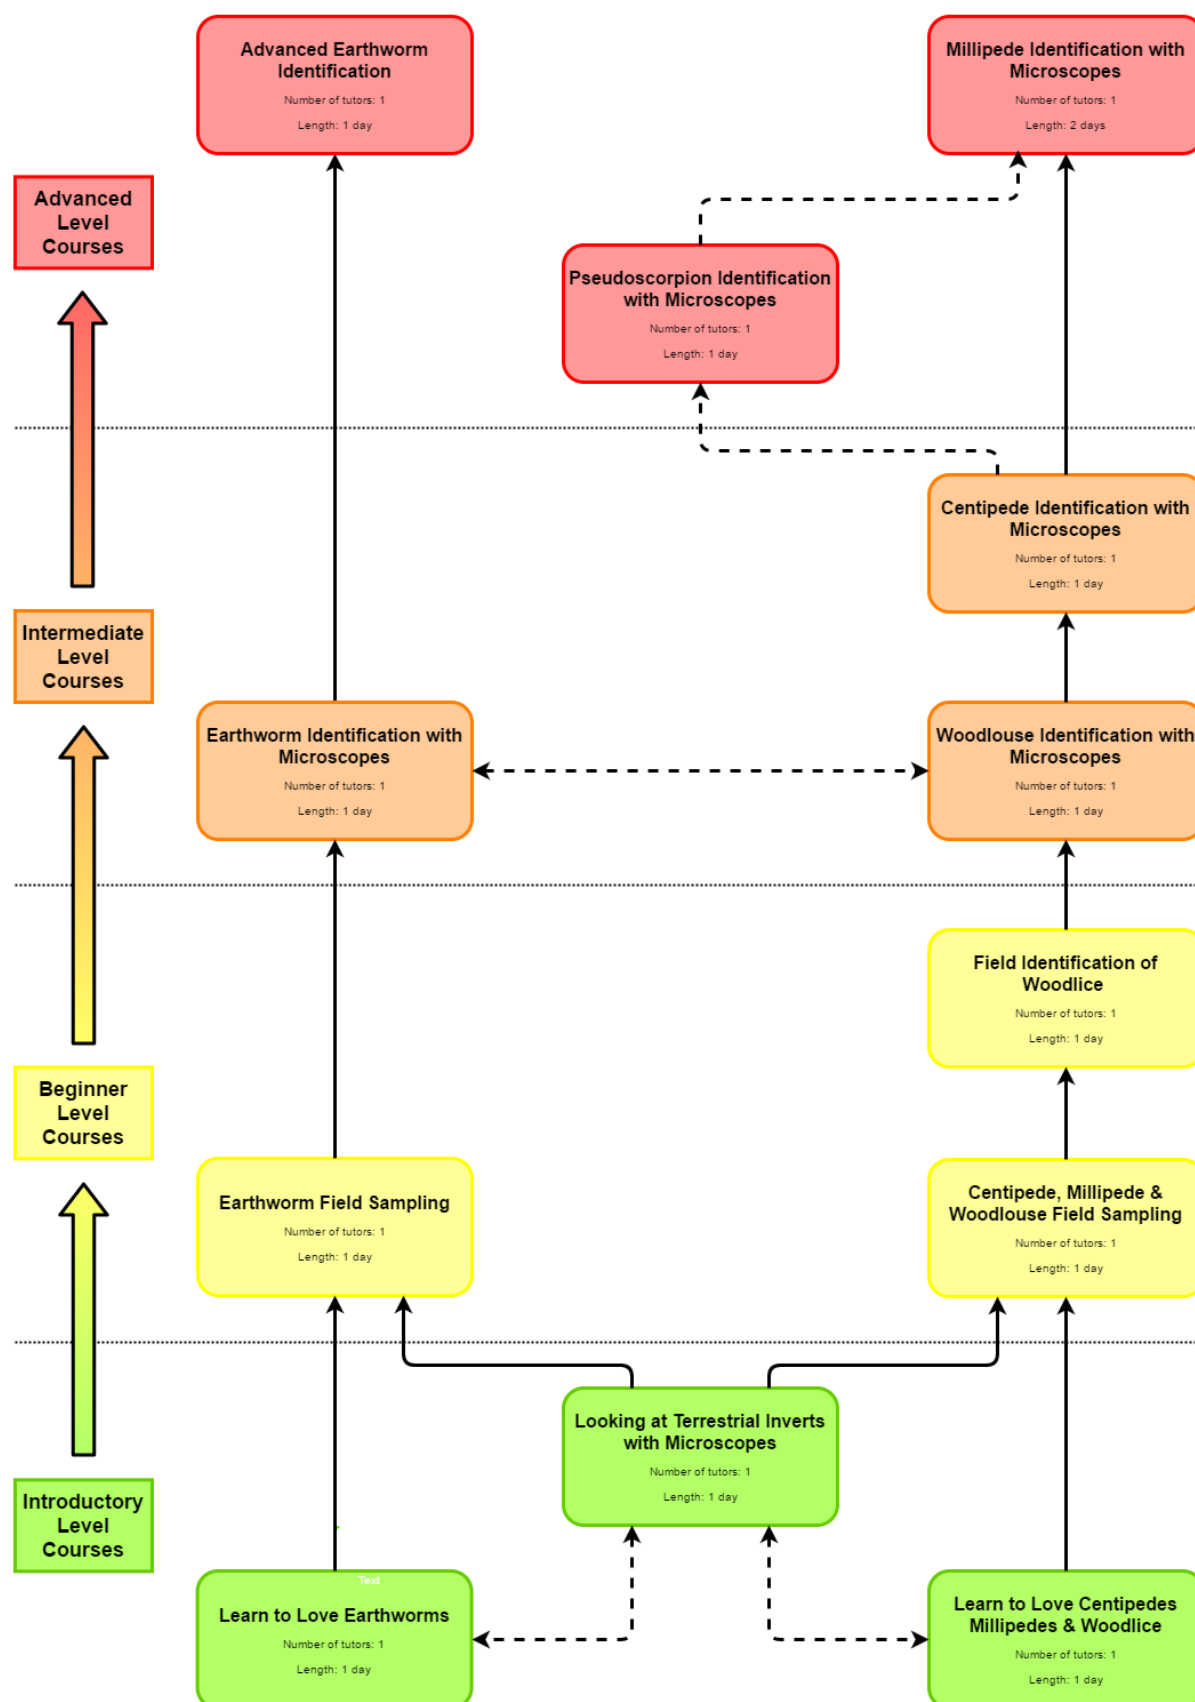 Advanced Earthworm
Identification
Number of tutors: 1
Length: 1 day
Millipede Identification with
Microscopes
Number of tutors: 1
Length: 2 days
Advanced
Level
Courses
Pseudoscorpion Identification
with Microscopes
Number of tutors: 1
Length: 1 day
Centipede Identification with
Microscopes
Number of tutors: 1
Length: 1 day
Intermediate
Level
Courses
Earthworm Identification with
Microscopes
Number of tutors: 1
Length: 1 day
Woodlouse Identification with
Microscopes
Number of tutors: 1
Length: 1 day
Field Identification of
Woodlice
Number of tutors: 1
Length: 1 day
Beginner
Level
Courses
Earthworm Field Sampling
Number of tutors: 1
Length: 1 day
Centipede, Millipede &
Woodlouse Field Sampling
Number of tutors: 1
Length: 1 day
Looking at Terrestrial Inverts
with Microscopes
Number of tutors: 1
Length: 1 day
Introductory
Level
Courses
Text
Learn to Love Earthworms
Number of tutors: 1
Length: 1 day
Learn to Love Centipedes
Millipedes & Woodlice
Number of tutors: 1
Length: 1 day